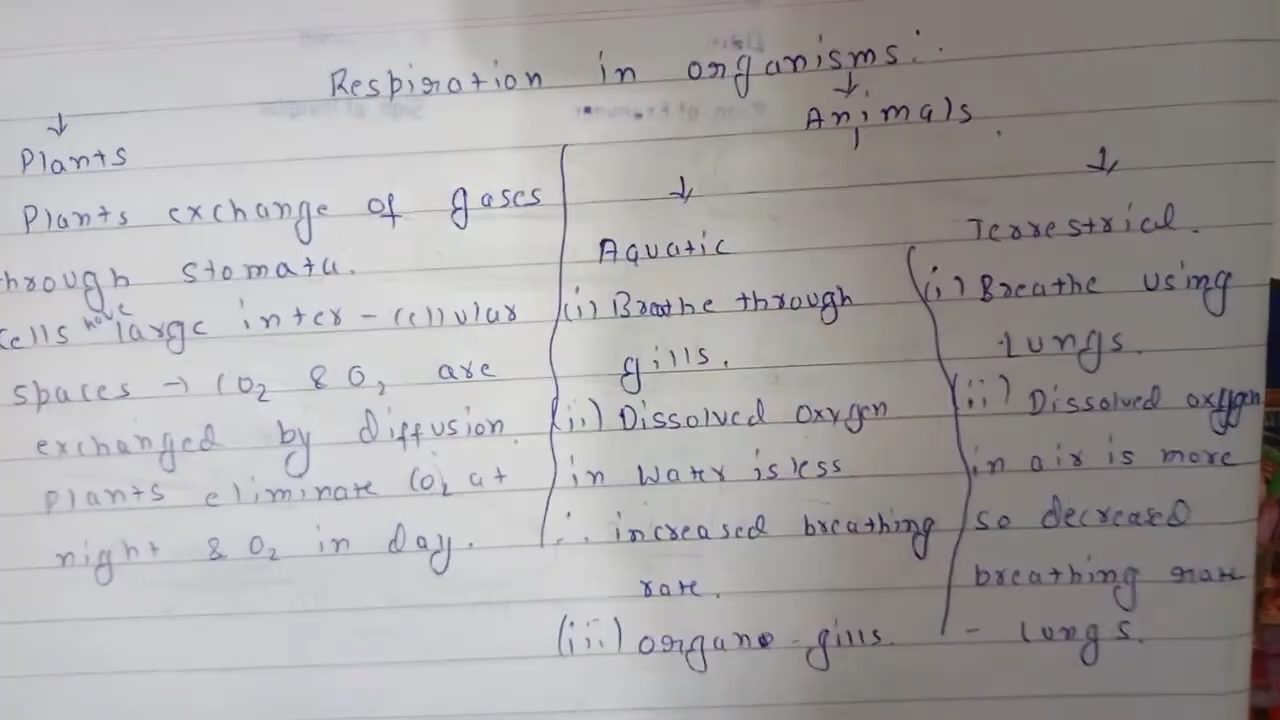 Respiration in organisms:
↓
Plants
Plants exchange of gases
through stomata.
Cells have large inter-cellular
spaces → CO2 & O2 are
exchanged by diffusion.
Plants eliminate CO2 at
night & O2 in day.
↓
Animals
↓
Aquatic
(i) Breathe through
gills.
(ii) Dissolved oxygen
in water is less
∴ increased breathing
rate.
(iii) organo - gills.
↓
Terrestrial.
(i) Breathe using
Lungs.
(ii) Dissolved oxygen
in air is more
so decreased
breathing rate
- lungs.